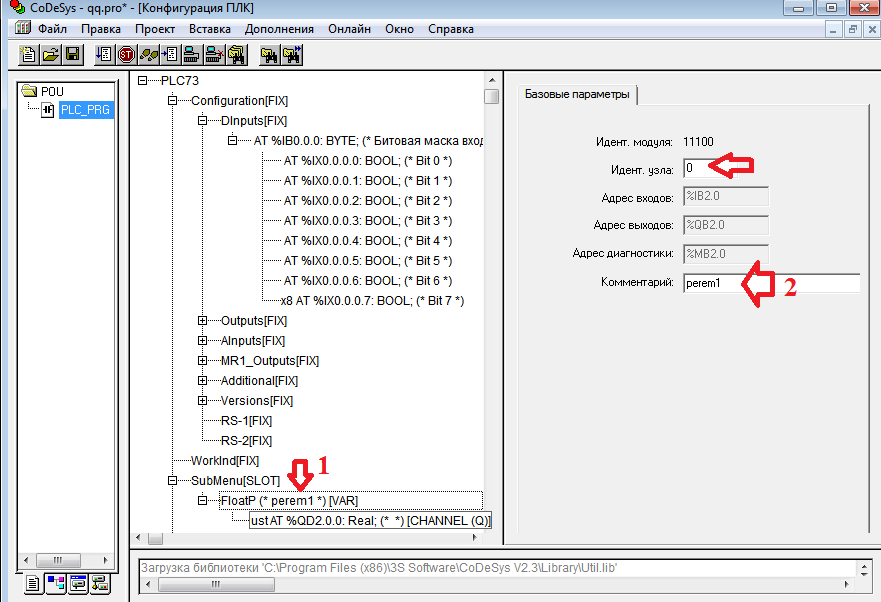 CoDeSys - qq.pro* - [Конфигурация ПЛК]
Файл Правка Проект Вставка Дополнения Онлайн Окно Справка
POU
PLC_PRG
PLC73
Configuration[FIX]
DInputs[FIX]
AT %IB0.0.0: BYTE; (* Битовая маска вход
AT %IX0.0.0.0: BOOL; (* Bit 0 *)
AT %IX0.0.0.1: BOOL; (* Bit 1 *)
AT %IX0.0.0.2: BOOL; (* Bit 2 *)
AT %IX0.0.0.3: BOOL; (* Bit 3 *)
AT %IX0.0.0.4: BOOL; (* Bit 4 *)
AT %IX0.0.0.5: BOOL; (* Bit 5 *)
AT %IX0.0.0.6: BOOL; (* Bit 6 *)
x8 AT %IX0.0.0.7: BOOL; (* Bit 7 *)
Outputs[FIX]
AInputs[FIX]
MR1_Outputs[FIX]
Additional[FIX]
Versions[FIX]
RS-1[FIX]
RS-2[FIX]
WorkInd[FIX]
SubMenu[SLOT]
1
FloatP (* perem1 *) [VAR]
ust AT %QD2.0.0: Real; (* *) [CHANNEL (Q)]
Базовые параметры
Идент. модуля: 11100
Идент. узла: 0
Адрес входов: %IB2.0
Адрес выходов: %QB2.0
Адрес диагностики: %MB2.0
Комментарий: perem1
2
Загрузка библиотеки 'C:\Program Files (x86)\3S Software\CoDeSys V2.3\Library\Util.lib'